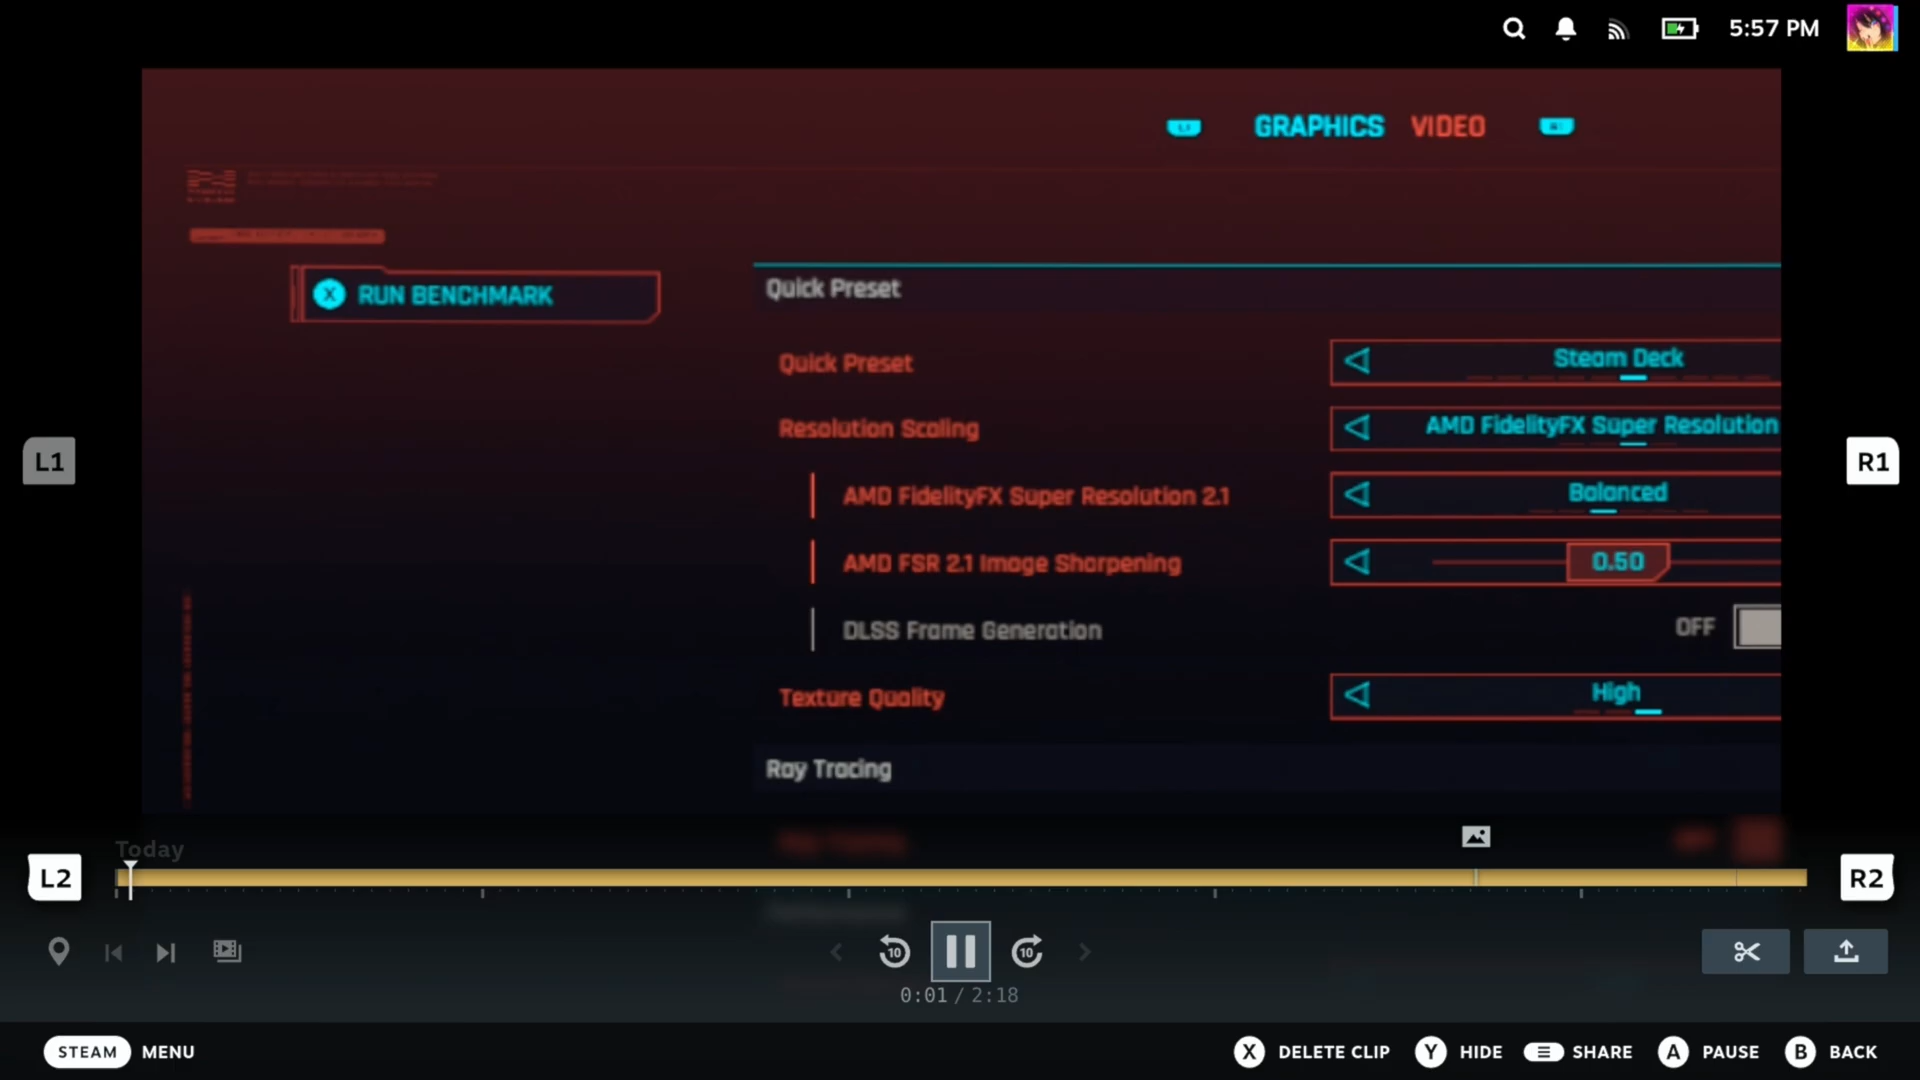 5:57 PM
GRAPHICS VIDEO
RUN BENCHMARK
X
Quick Preset
Quick Preset
Steam Deck
Resolution Scaling
AMD FidelityFX Super Resolution
AMD FidelityFX Super Resolution 2.1
Balanced
AMD FSR 2.1 Image Sharpening
0.50
DLSS Frame Generation
OFF
Texture Quality
High
Ray Tracing
L1
R1
Today
L2
R2
10
10
0:01 / 2:18
STEAM MENU
X DELETE CLIP
Y HIDE
SHARE
A PAUSE
B BACK